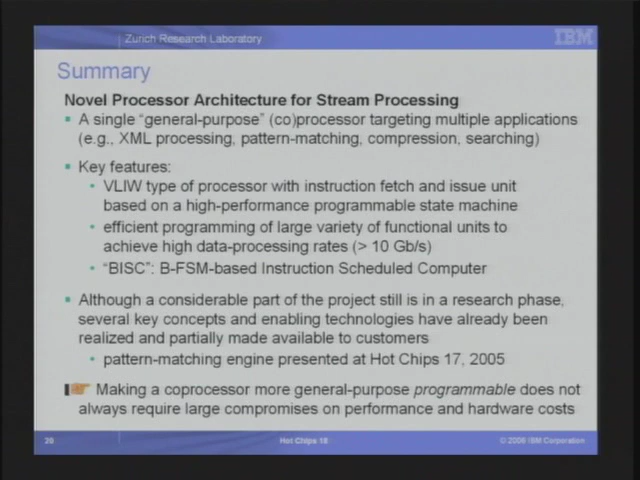 Zurich Research Laboratory
IBM
Summary
Novel Processor Architecture for Stream Processing
▪ A single “general-purpose” (co)processor targeting multiple applications
(e.g., XML processing, pattern-matching, compression, searching)
▪ Key features:
• VLIW type of processor with instruction fetch and issue unit
based on a high-performance programmable state machine
• efficient programming of large variety of functional units to
achieve high data-processing rates (> 10 Gb/s)
• “BISC”: B-FSM-based Instruction Scheduled Computer
▪ Although a considerable part of the project still is in a research phase,
several key concepts and enabling technologies have already been
realized and partially made available to customers
• pattern-matching engine presented at Hot Chips 17, 2005
Making a coprocessor more general-purpose programmable does not
always require large compromises on performance and hardware costs
20
Hot Chips 18
© 2006 IBM Corporation